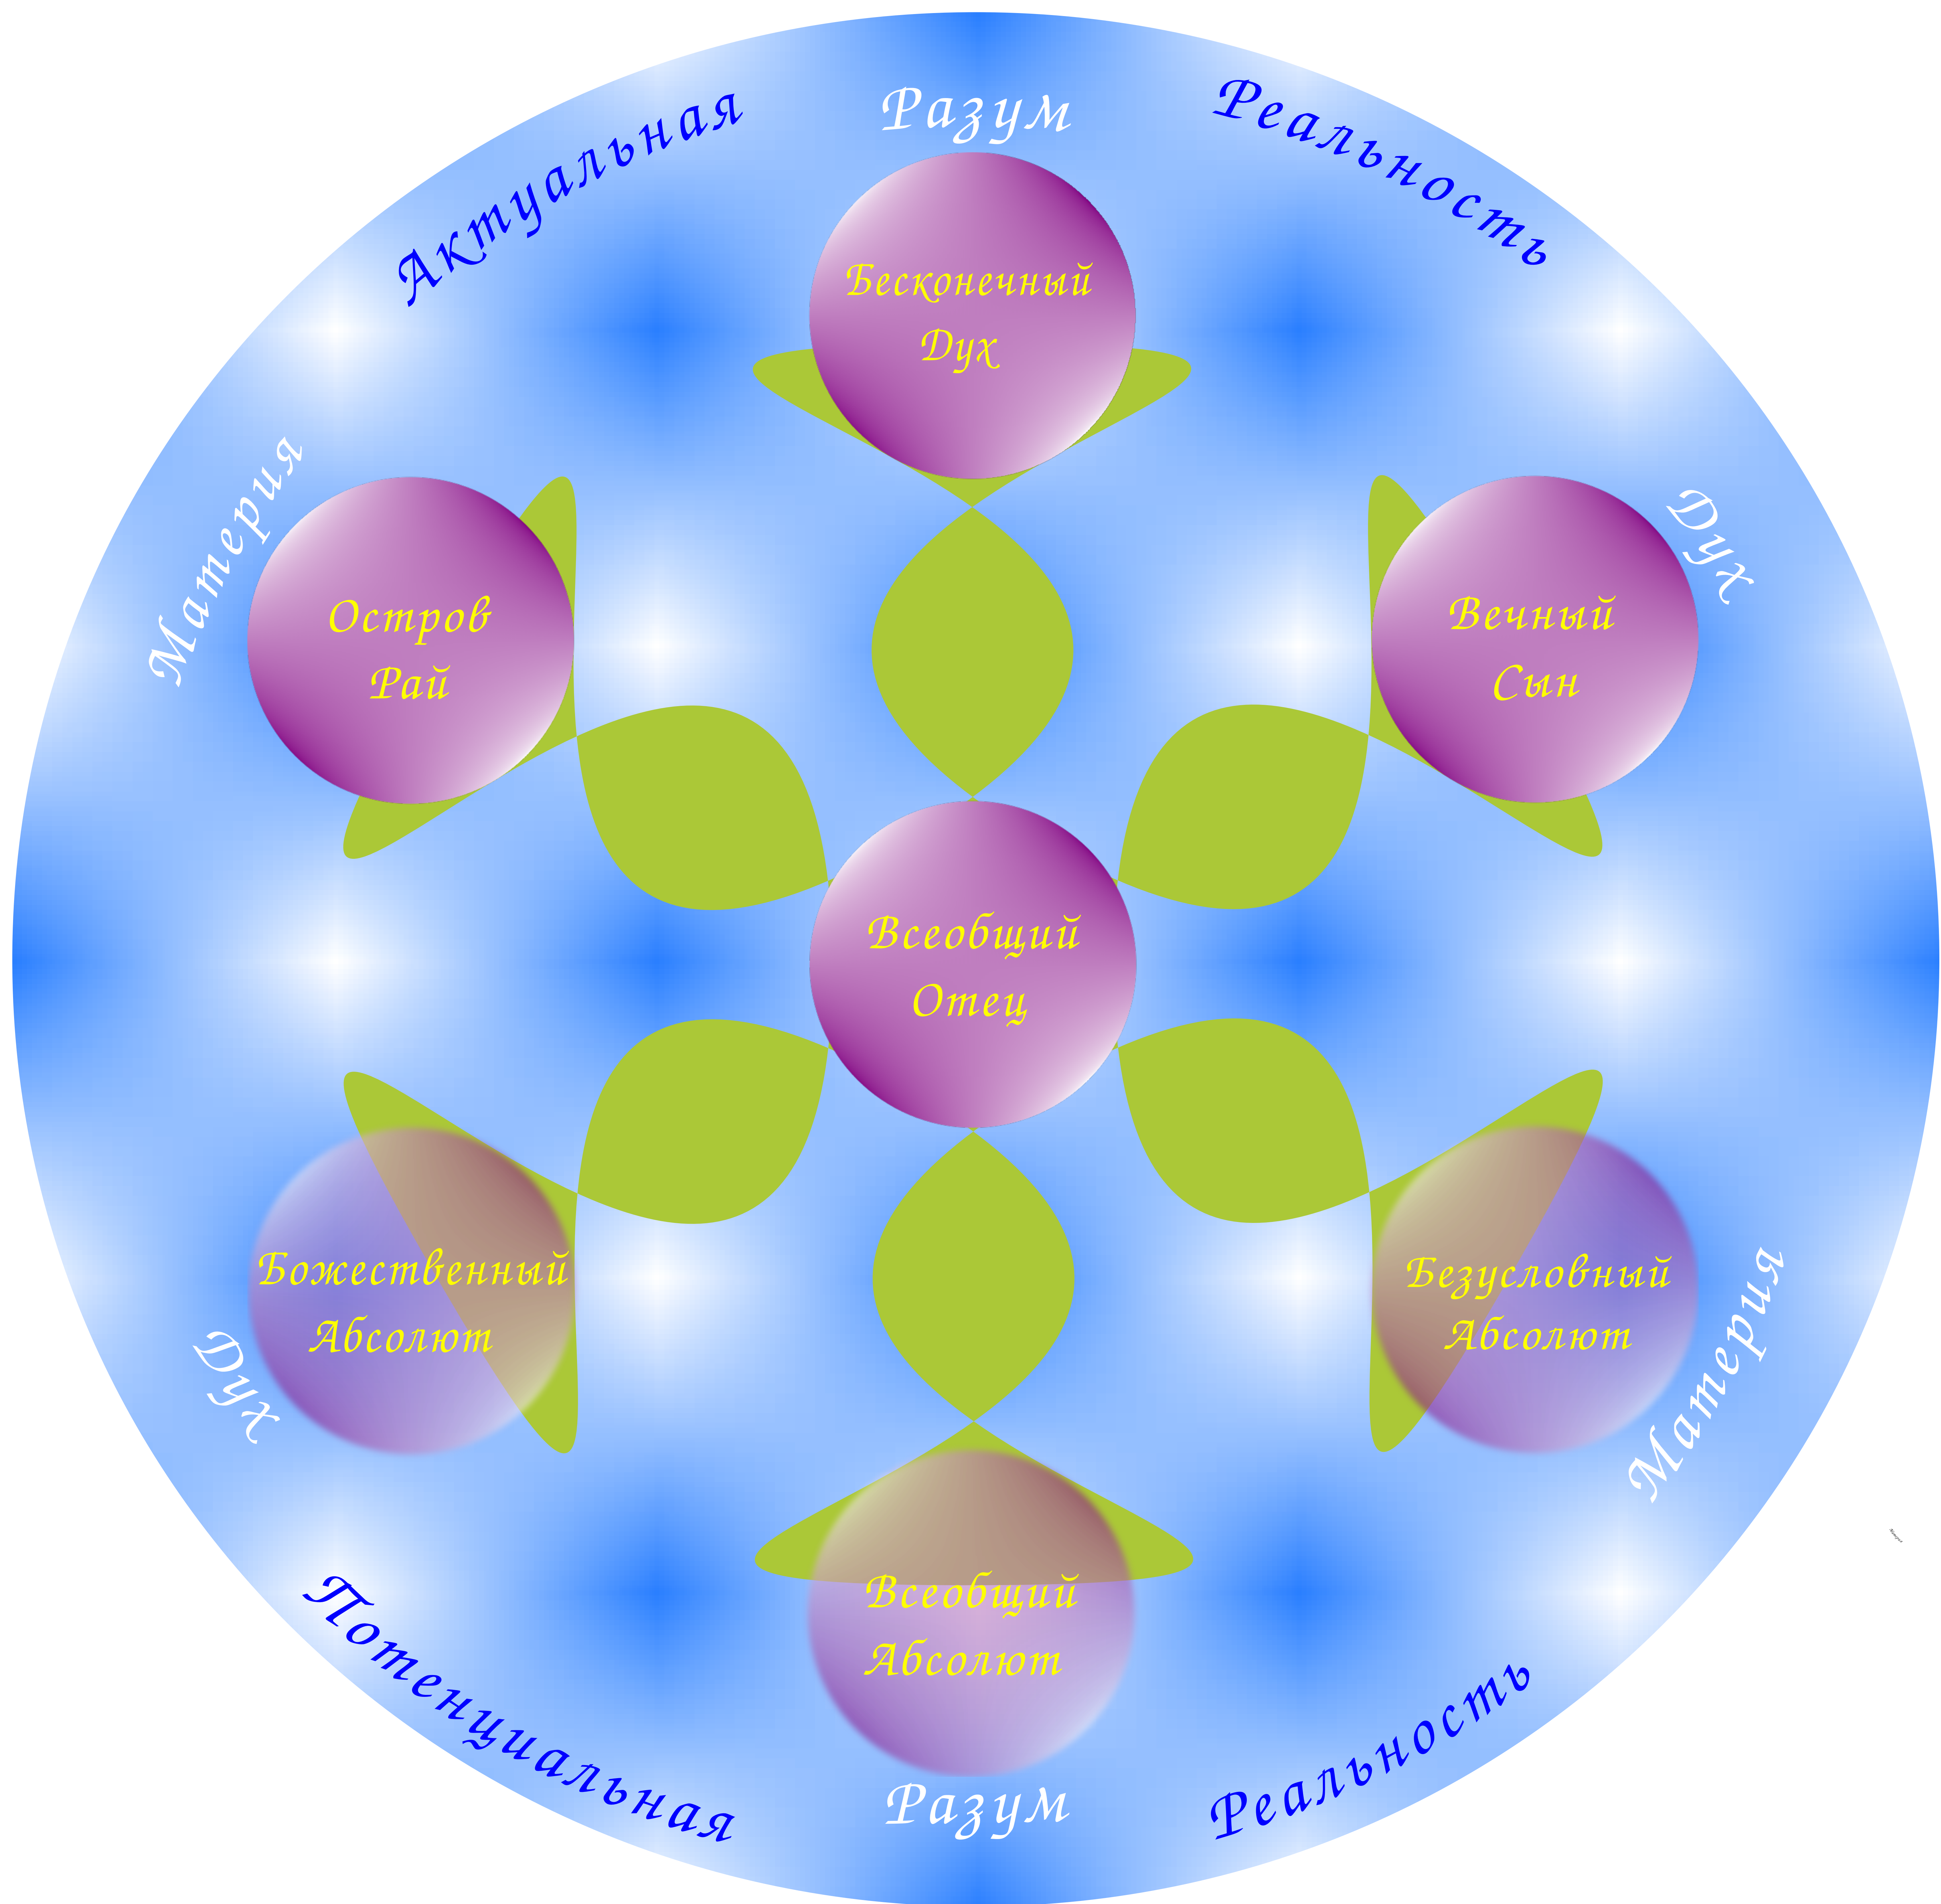 Актуальная
Разум
Реальность
Бесконечный
Дух
Материя
Остров
Рай
Вечный
Сын
Дух
Всеобщий
Отец
Божественный
Абсолют
Дух
Безусловный
Абсолют
Материя
Всеобщий
Абсолют
Потенциальная
Разум
Реальность